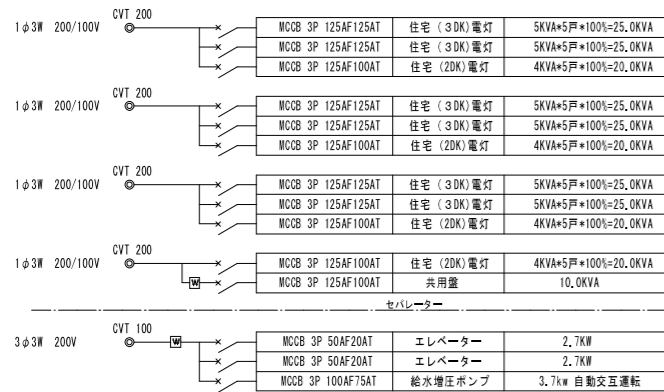 CVT 200
1φ3W 200/100V MCCB 3P 125AF125AT 住宅 (3DK)電灯 5KVA*5戸*100%=25.0KVA
MCCB 3P 125AF125AT 住宅 (3DK)電灯 5KVA*5戸*100%=25.0KVA
MCCB 3P 125AF100AT 住宅 (2DK)電灯 4KVA*5戸*100%=20.0KVA
CVT 200
1φ3W 200/100V MCCB 3P 125AF125AT 住宅 (3DK)電灯 5KVA*5戸*100%=25.0KVA
MCCB 3P 125AF125AT 住宅 (3DK)電灯 5KVA*5戸*100%=25.0KVA
MCCB 3P 125AF100AT 住宅 (2DK)電灯 4KVA*5戸*100%=20.0KVA
CVT 200
1φ3W 200/100V MCCB 3P 125AF125AT 住宅 (3DK)電灯 5KVA*5戸*100%=25.0KVA
MCCB 3P 125AF125AT 住宅 (3DK)電灯 5KVA*5戸*100%=25.0KVA
MCCB 3P 125AF100AT 住宅 (2DK)電灯 4KVA*5戸*100%=20.0KVA
CVT 200
1φ3W 200/100V MCCB 3P 125AF100AT 住宅 (2DK)電灯 4KVA*5戸*100%=20.0KVA
W MCCB 3P 125AF100AT 共用盤 10.0KVA
セパレーター
CVT 100
3φ3W 200V W MCCB 3P 50AF20AT エレベーター 2.7KW
MCCB 3P 50AF20AT エレベーター 2.7KW
MCCB 3P 100AF75AT 給水増圧ポンプ 3.7kw 自動交互運転